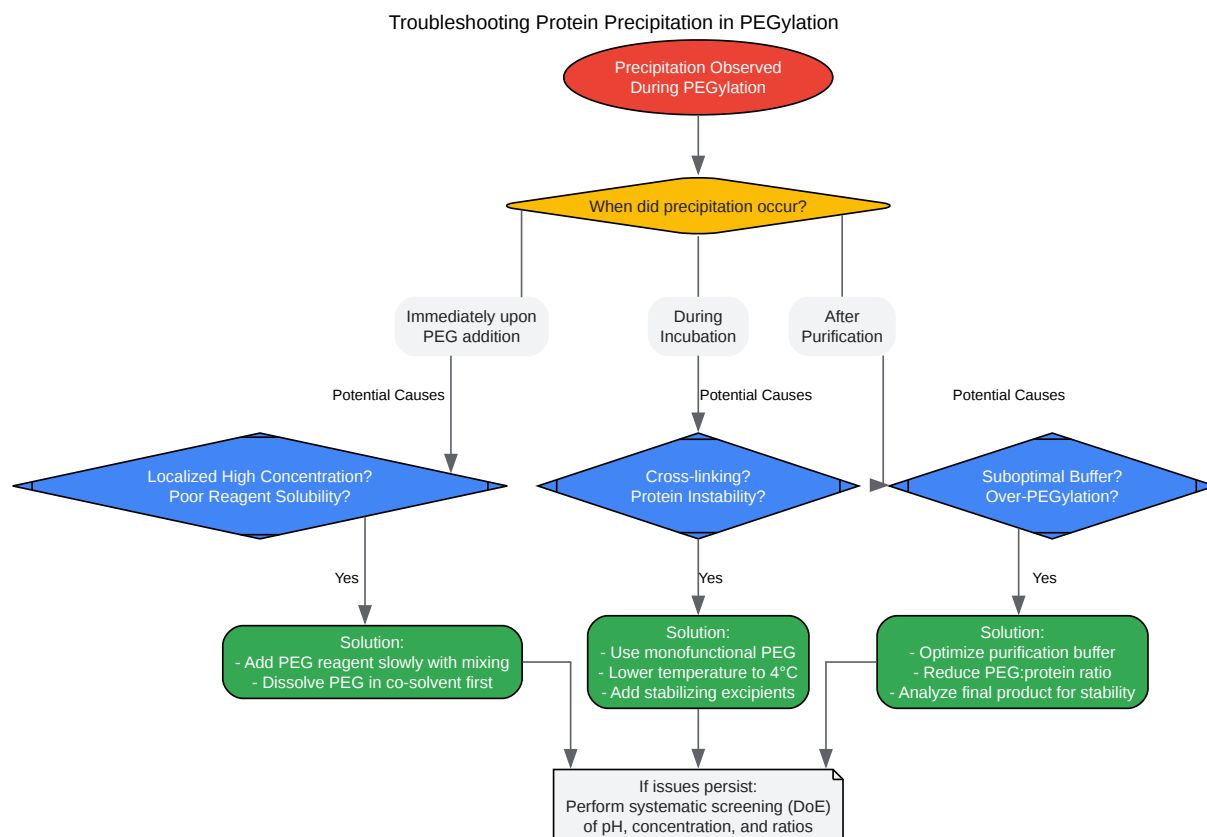 Troubleshooting Protein Precipitation in PEGylation
Precipitation Observed
During PEGylation
When did precipitation occur?
Immediately upon
PEG addition
During
Incubation
After
Purification
Potential Causes
Potential Causes
Potential Causes
Localized High Concentration?
Poor Reagent Solubility?
Cross-linking?
Protein Instability?
Suboptimal Buffer?
Over-PEGylation?
Yes
Yes
Yes
Solution:
- Add PEG reagent slowly with mixing
- Dissolve PEG in co-solvent first
Solution:
- Use monofunctional PEG
- Lower temperature to 4°C
- Add stabilizing excipients
Solution:
- Optimize purification buffer
- Reduce PEG:protein ratio
- Analyze final product for stability
If issues persist:
Perform systematic screening (DoE)
of pH, concentration, and ratios